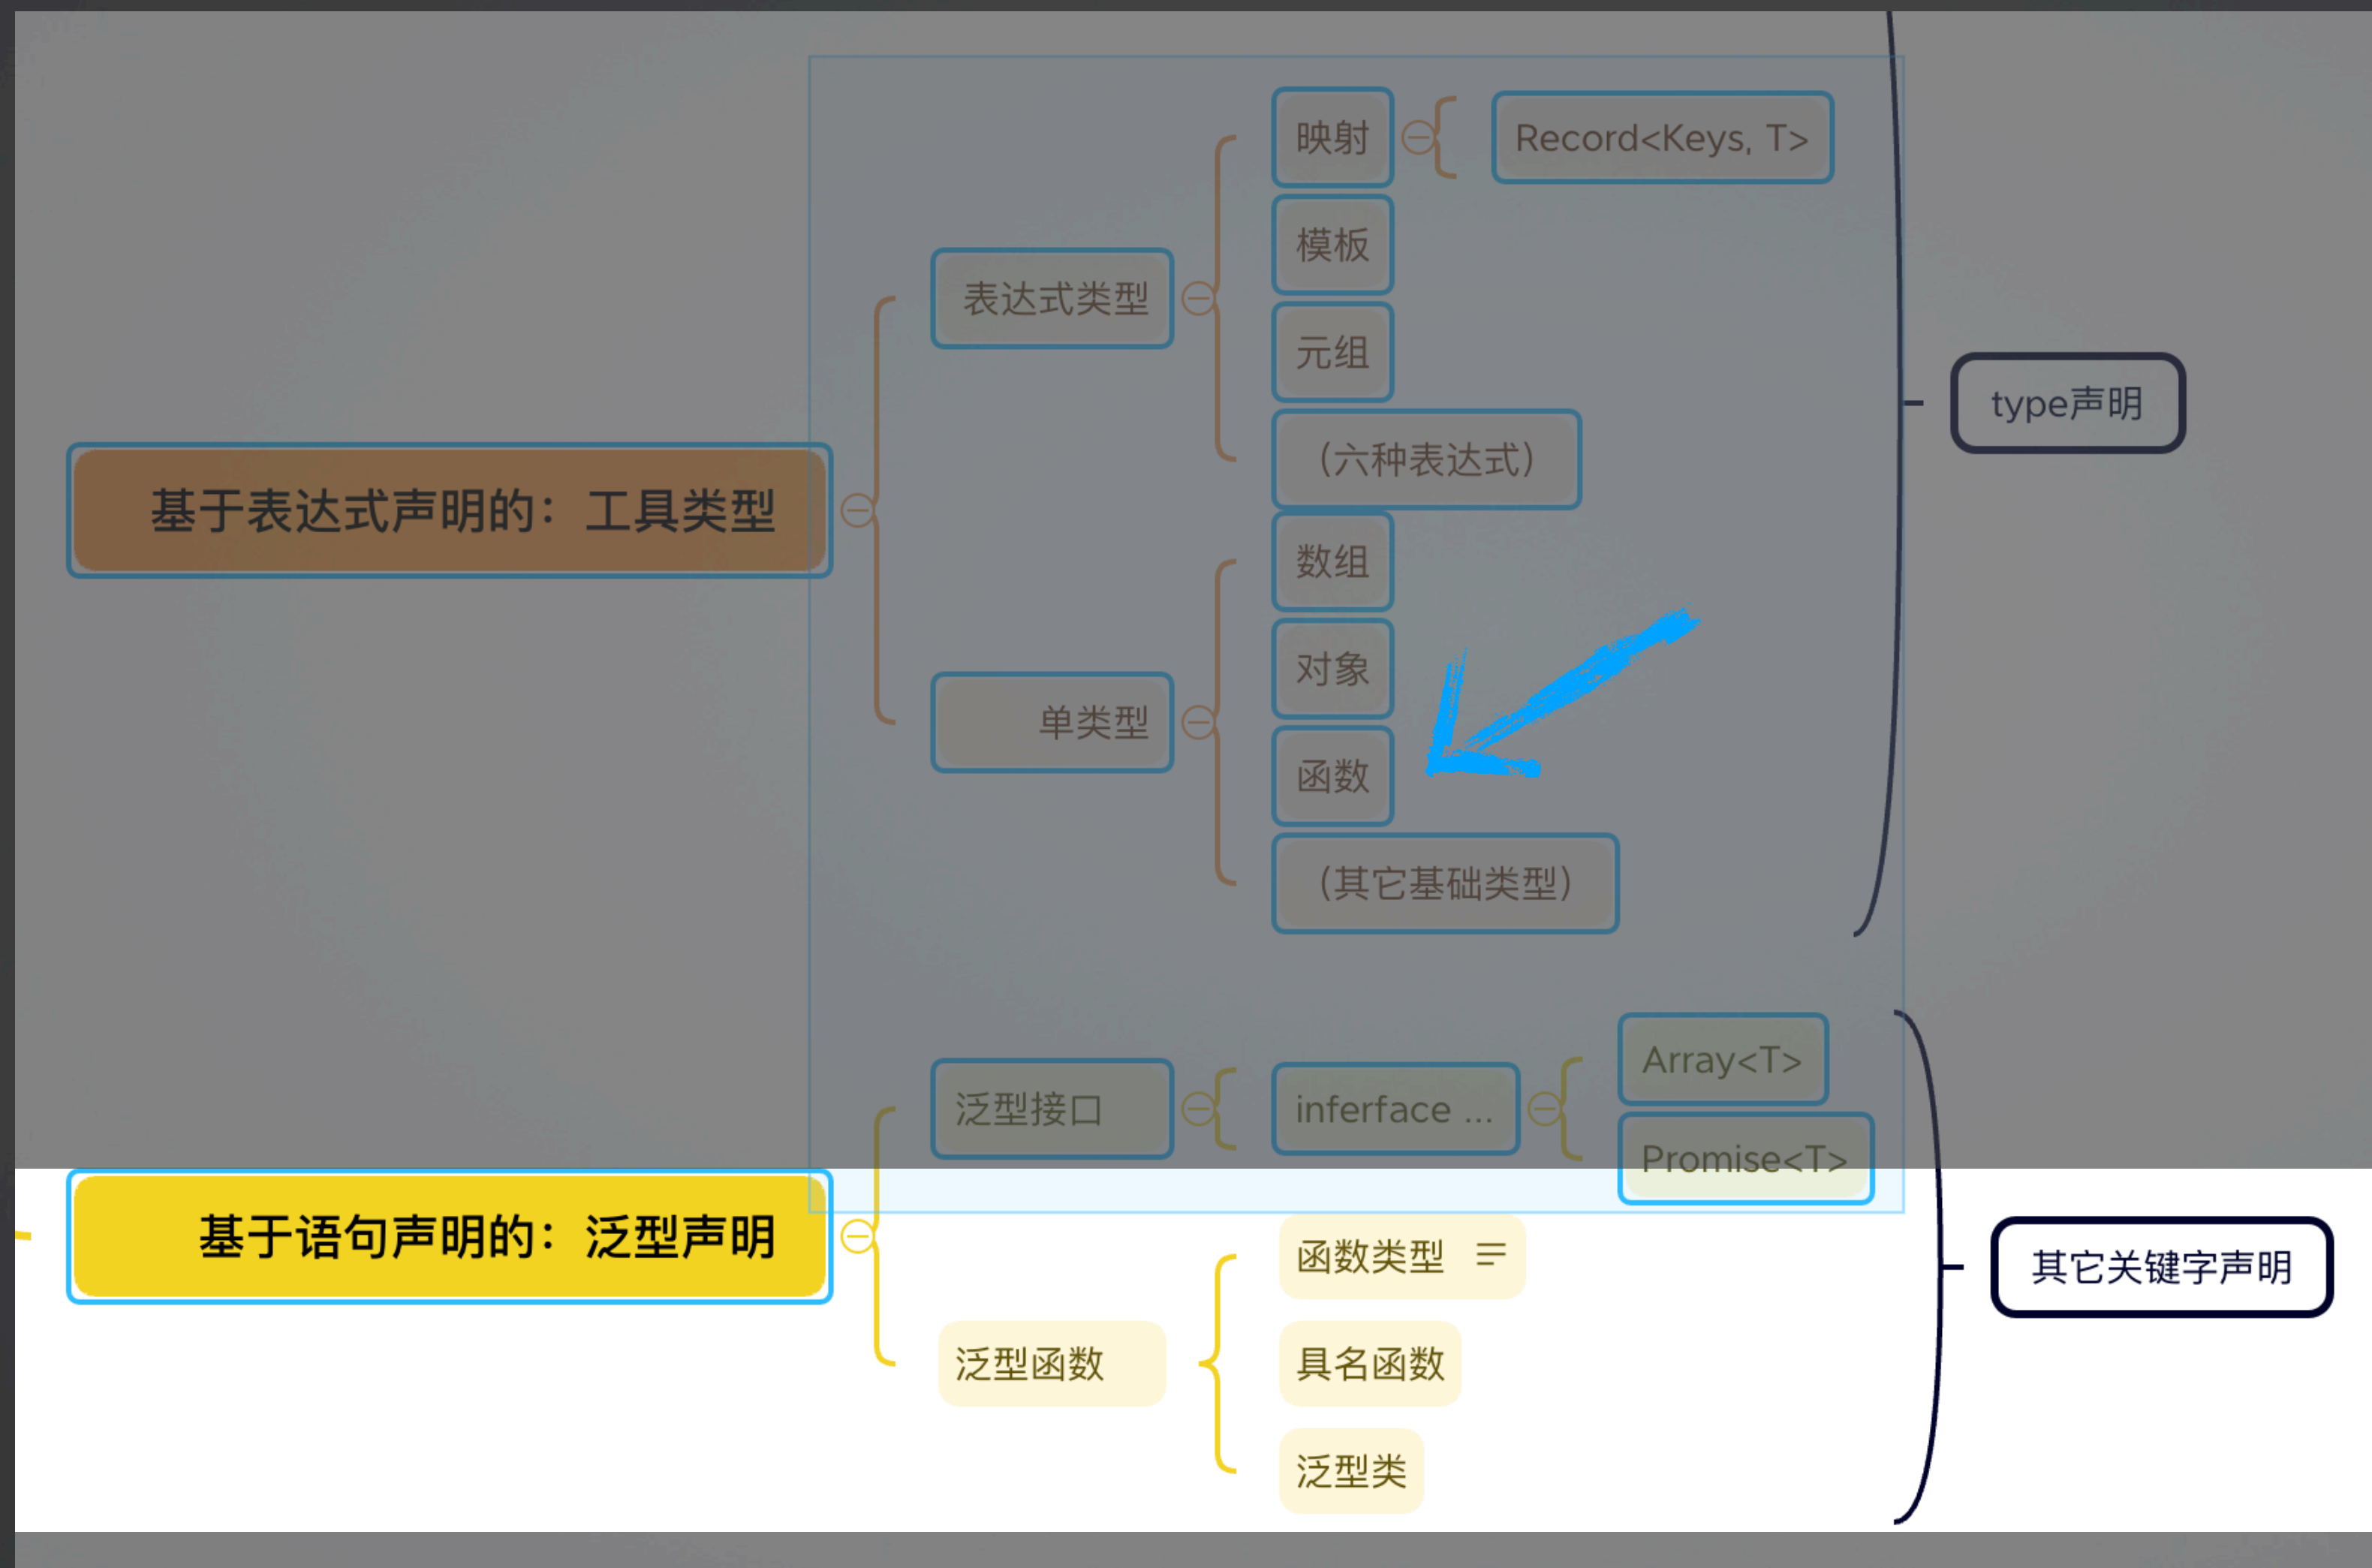 映射
Record<Keys, T>
模板
表达式类型
元组
type声明
（六种表达式）
基于表达式声明的：工具类型
数组
对象
单类型
函数
（其它基础类型）
Array<T>
泛型接口
inferface ...
Promise<T>
基于语句声明的：泛型声明
函数类型
其它关键字声明
泛型函数
具名函数
泛型类